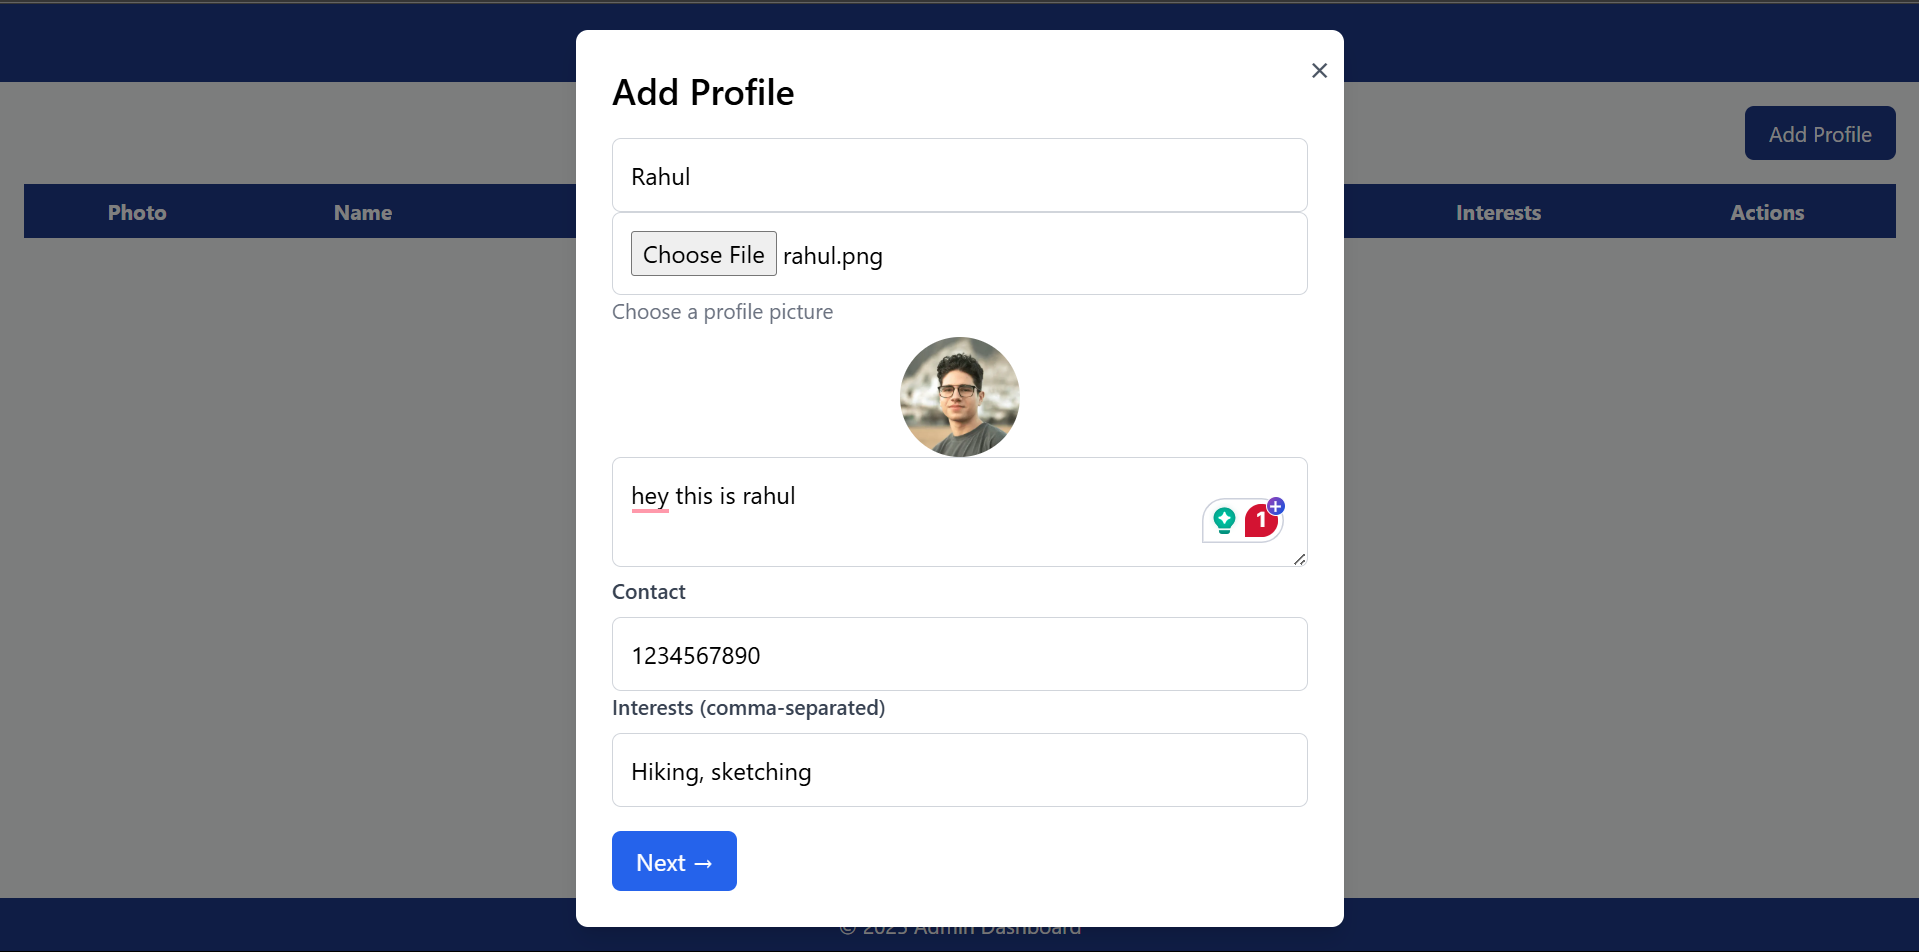 Add Profile
Add Profile
Rahul
Photo Name Interests Actions
Choose File rahul.png
Choose a profile picture
hey this is rahul
1
Contact
1234567890
Interests (comma-separated)
Hiking, sketching
Next →
© 2025 Admin Dashboard